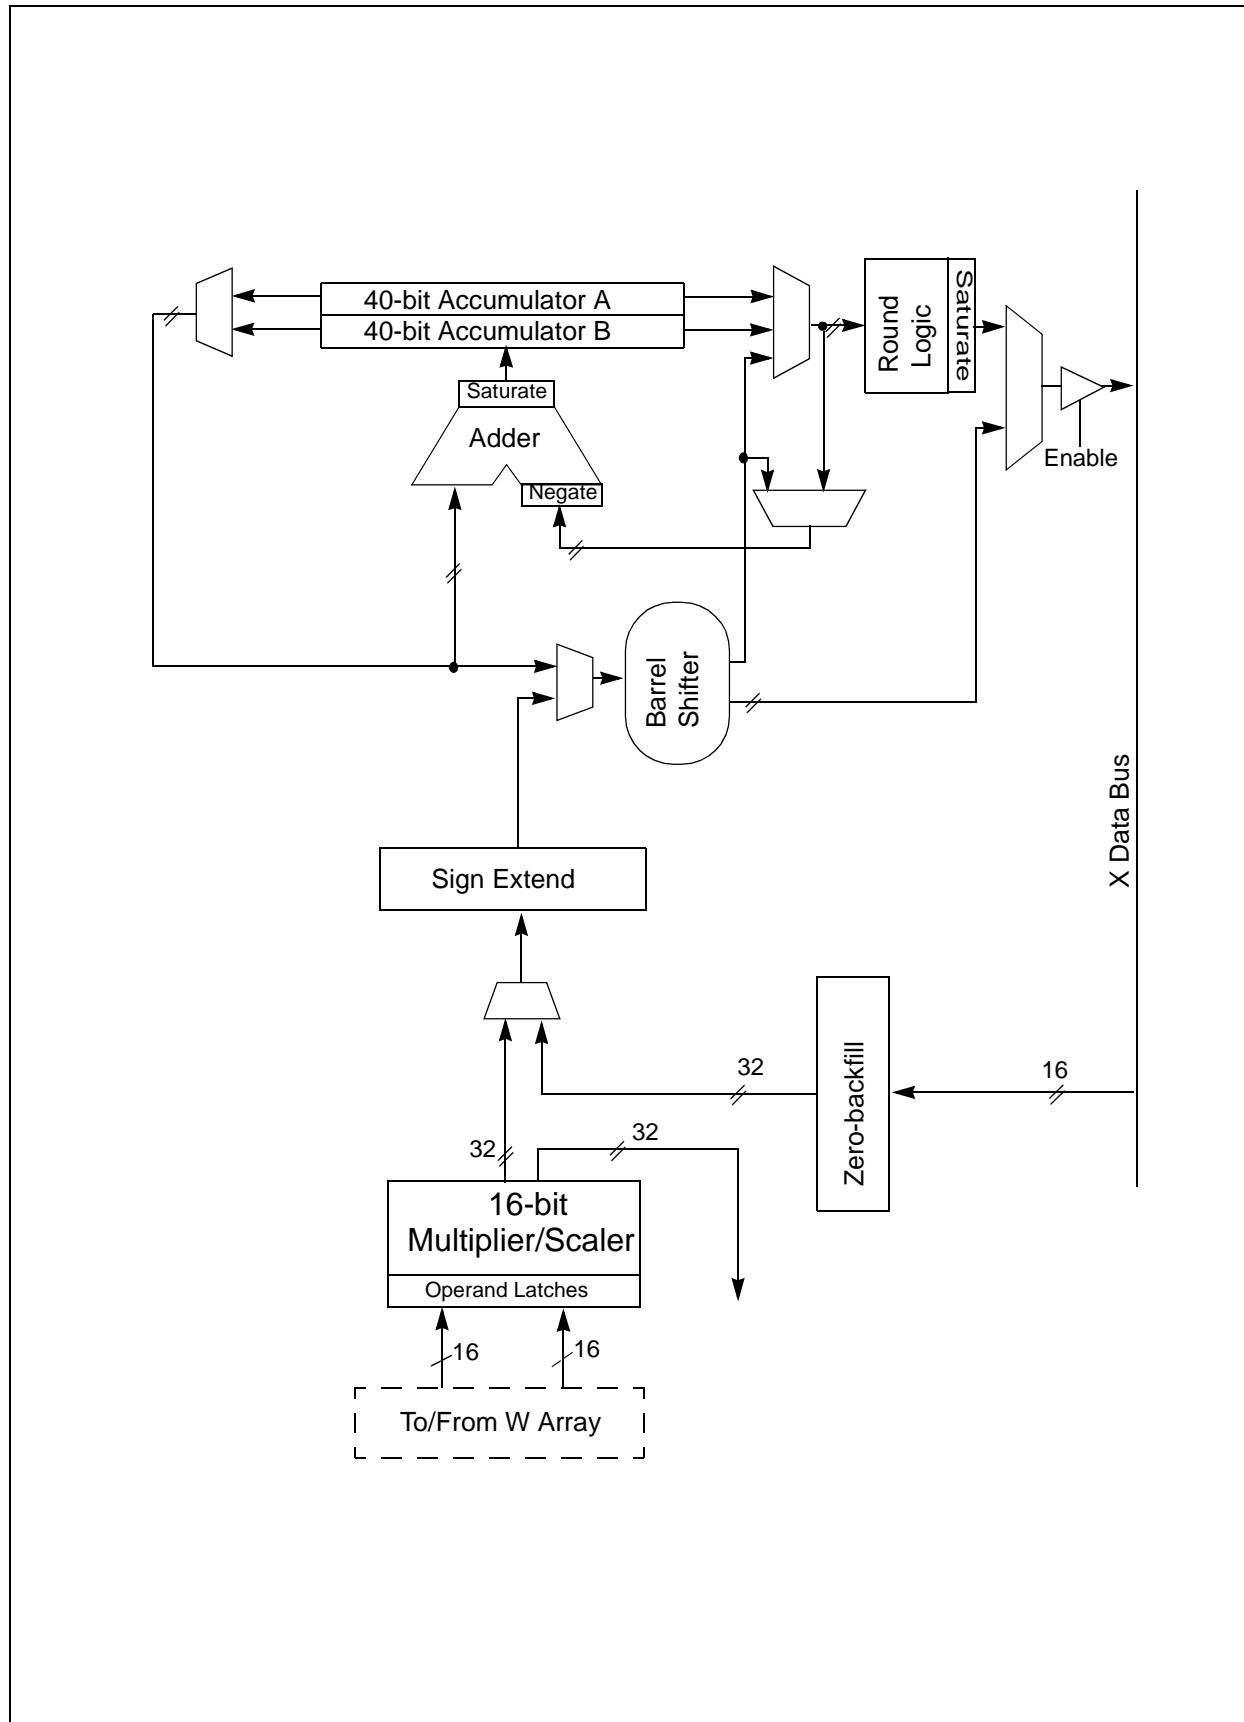 40-bit Accumulator A
40-bit Accumulator B
Round
Logic
Saturate
Saturate
Adder
Negate
Enable
Barrel
Shifter
X Data Bus
Sign Extend
Zero-backfill
32
16
32
32
16-bit
Multiplier/Scaler
Operand Latches
16
16
To/From W Array